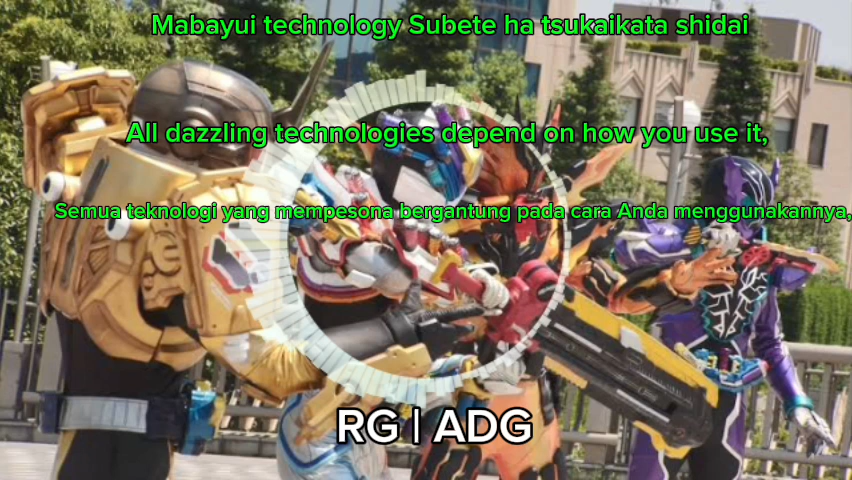 Mabayui technology Subete ha tsukaikata shidai
All dazzling technologies depend on how you use it,
Semua teknologi yang mempesona bergantung pada cara Anda menggunakannya,
RG | ADG